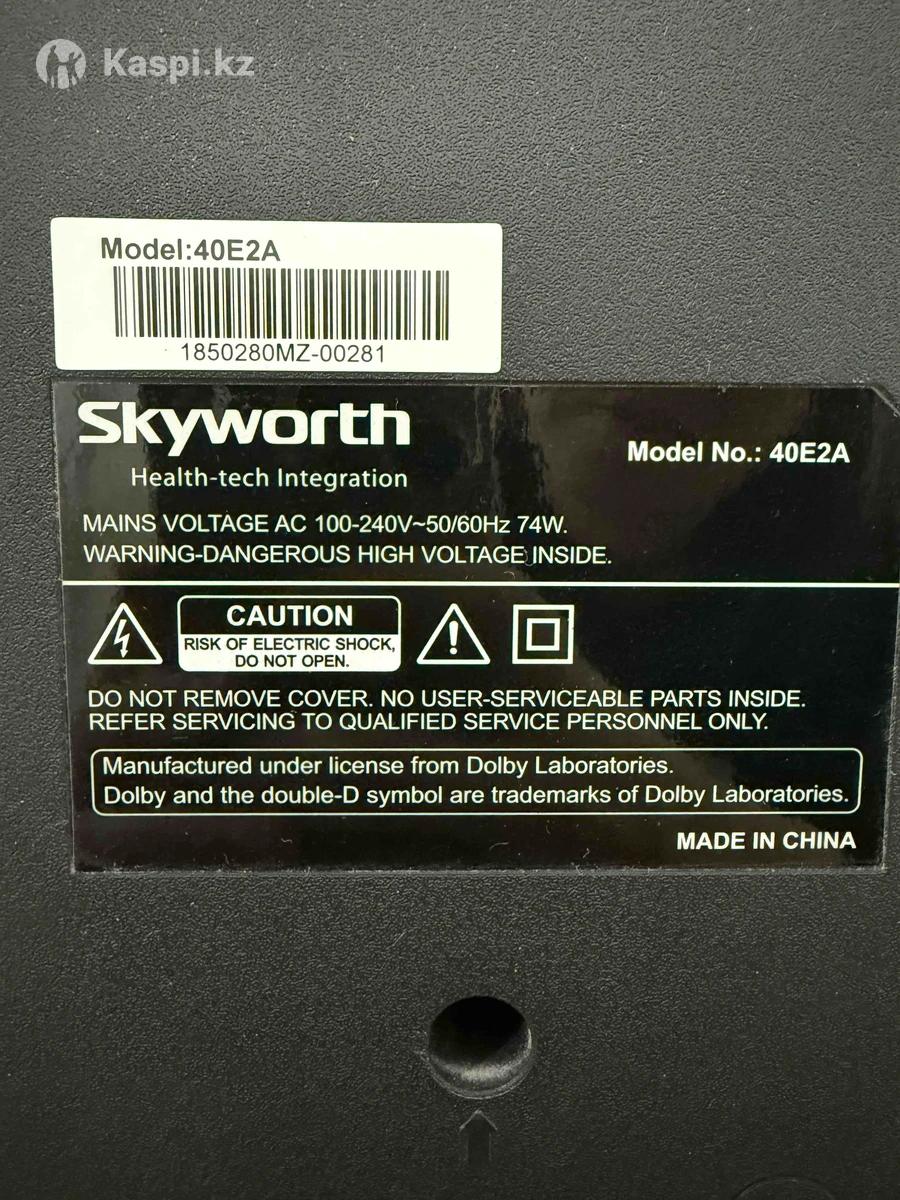 Kaspi.kz
Model:40E2A
1850280MZ-00281
Skyworth
Health-tech Integration
Model No.: 40E2A
MAINS VOLTAGE AC 100-240V~50/60Hz 74W.
WARNING-DANGEROUS HIGH VOLTAGE INSIDE.
CAUTION
RISK OF ELECTRIC SHOCK,
DO NOT OPEN.
DO NOT REMOVE COVER. NO USER-SERVICEABLE PARTS INSIDE.
REFER SERVICING TO QUALIFIED SERVICE PERSONNEL ONLY.
Manufactured under license from Dolby Laboratories.
Dolby and the double-D symbol are trademarks of Dolby Laboratories.
MADE IN CHINA